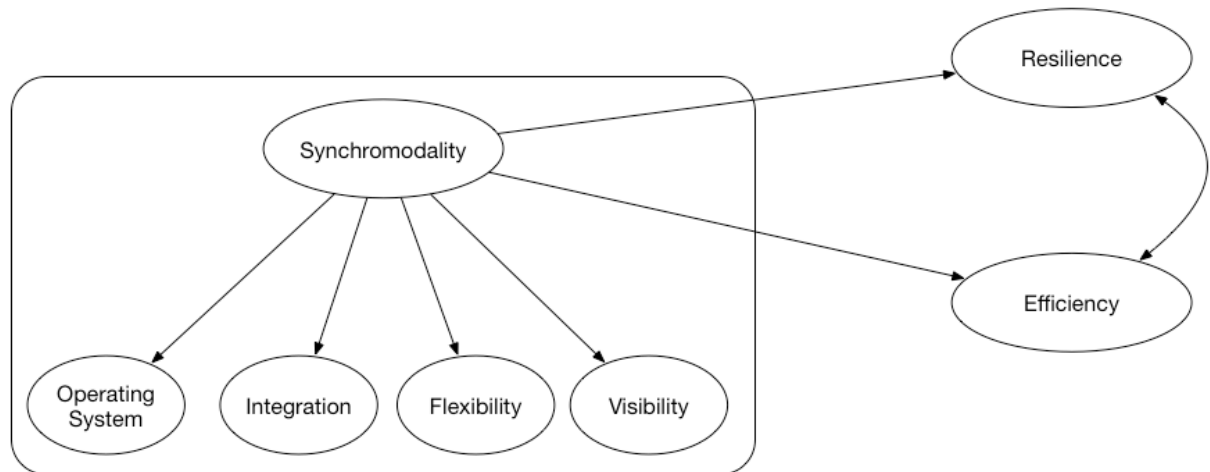 Resilience
Synchromodality
Efficiency
Operating
System
Integration
Flexibility
Visibility